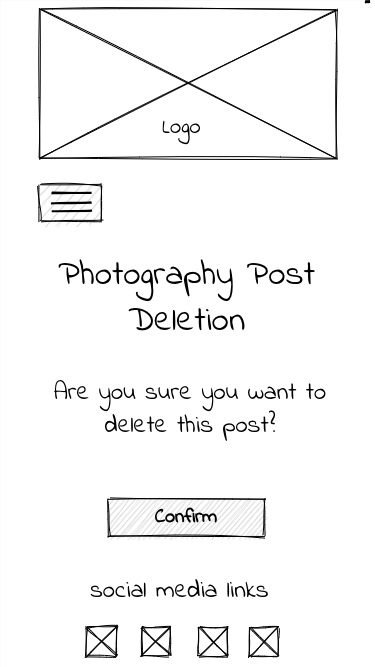 Logo
Photography Post
Deletion
Are you sure you want to
delete this post?
Confirm
social media links